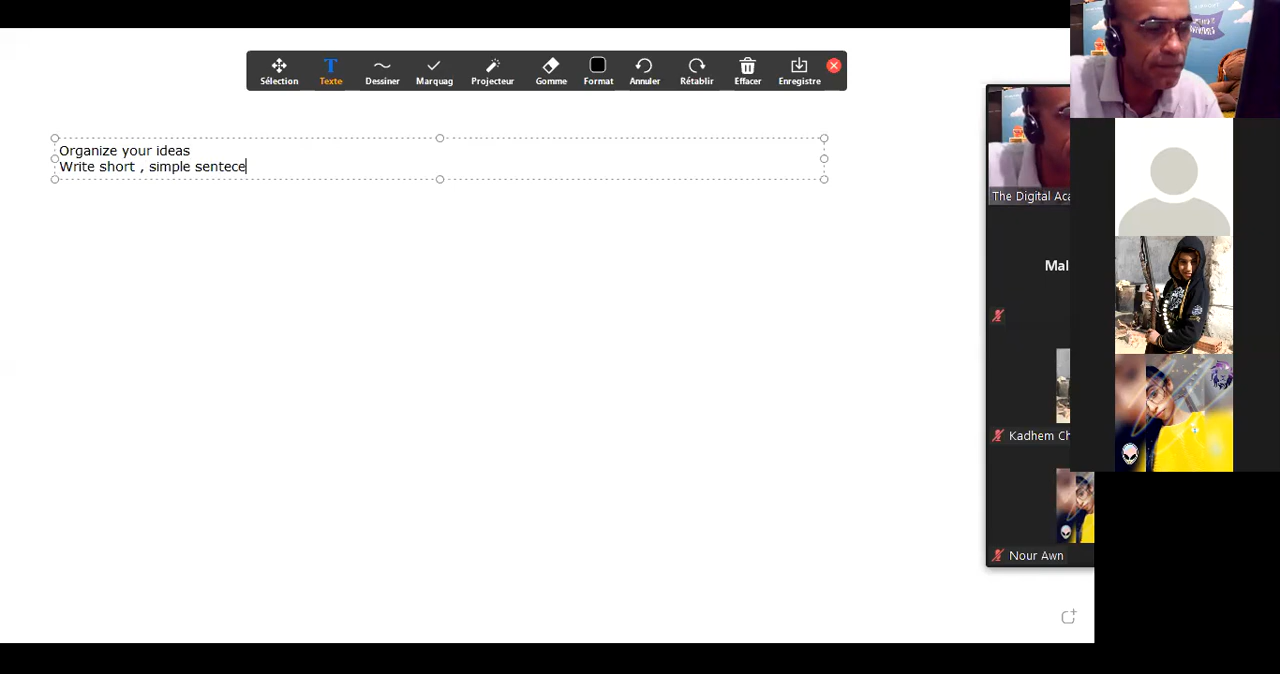 Sélection Texte Dessiner Marquag Projecteur Gomme Format Annuler Rétablir Effacer Enregistre
Organize your ideas
Write short , simple sentece
The Digital Aca
Mal
Kadhem Ch
Nour Awn